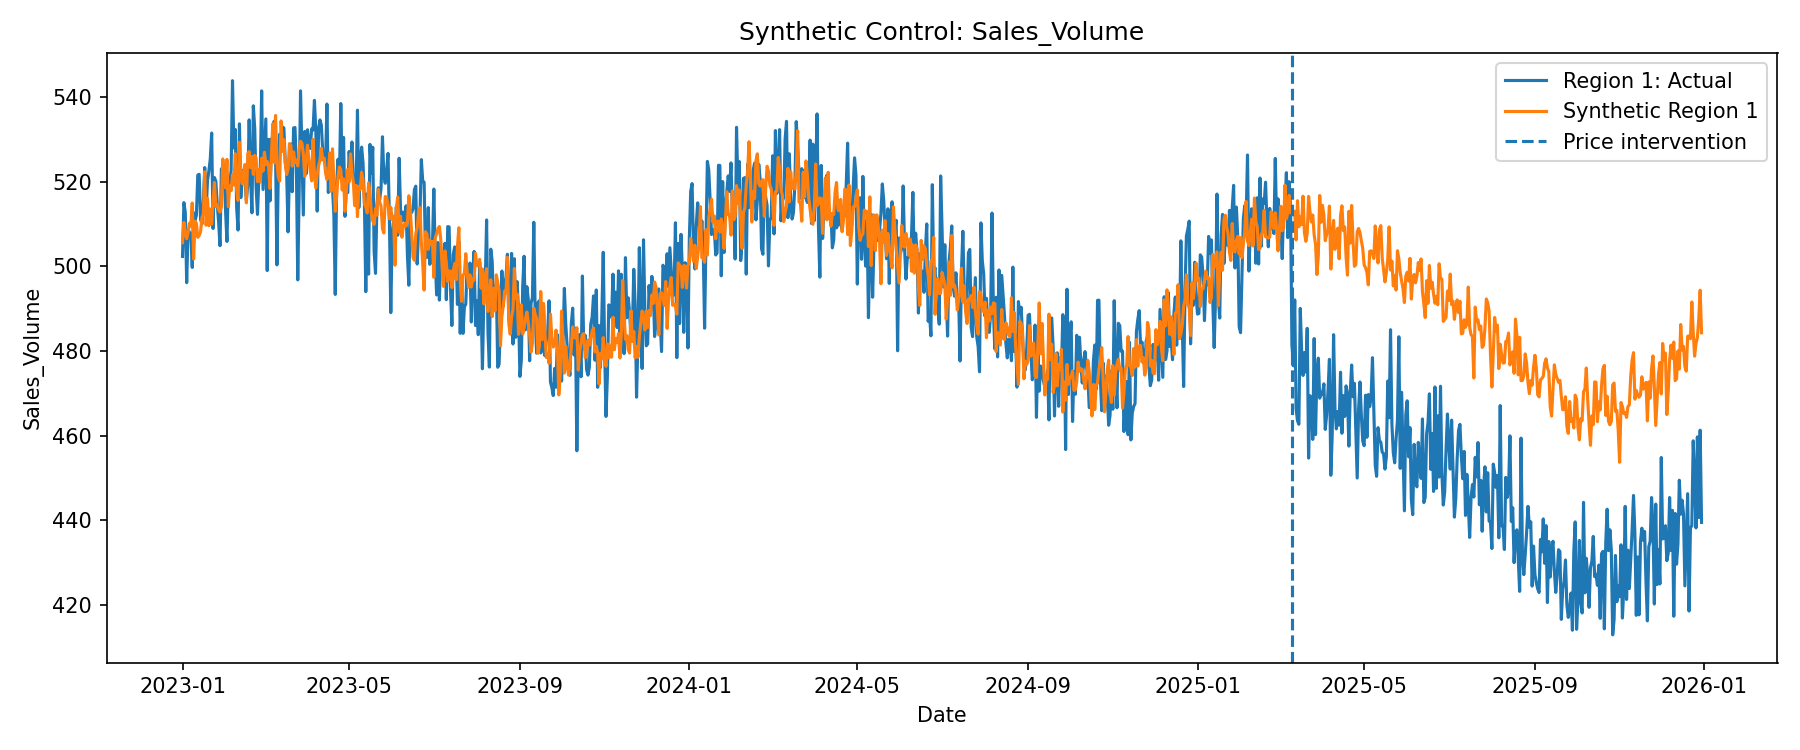 Synthetic Control: Sales_Volume
Region 1: Actual
Synthetic Region 1
Price intervention
Sales_Volume
540
520
500
480
460
440
420
2023-01 2023-05 2023-09 2024-01 2024-05 2024-09 2025-01 2025-05 2025-09 2026-01
Date